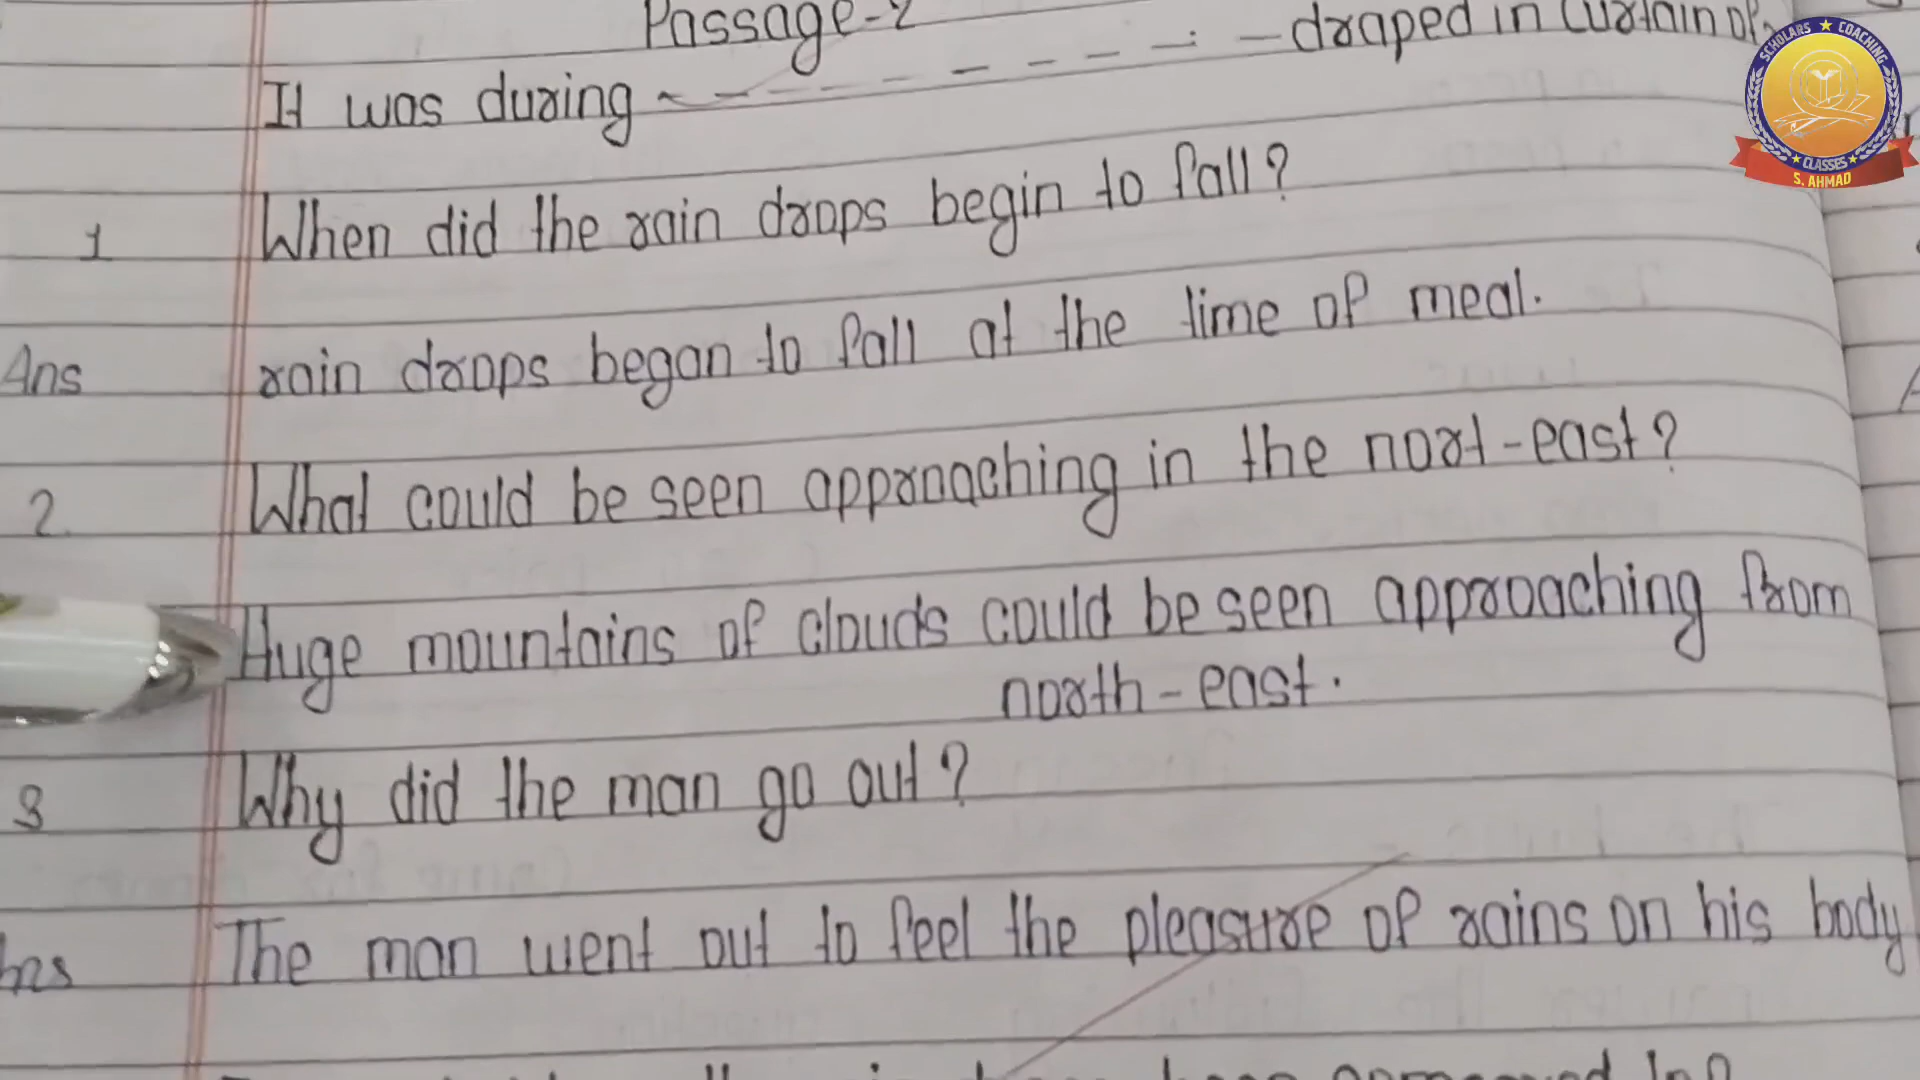 Passage-2
It was during - - - - - - - - - draped in curtain of
1 When did the rain drops begin to fall?
Ans rain drops began to fall at the time of meal.
2. What could be seen approaching in the nort-east?
Huge mountains of clouds could be seen approaching from
north-east.
3 Why did the man go out?
Ans The man went out to feel the pleasure of rains on his body
SCHOLARS ★ COACHING
★ CLASSES ★
S. AHMAD